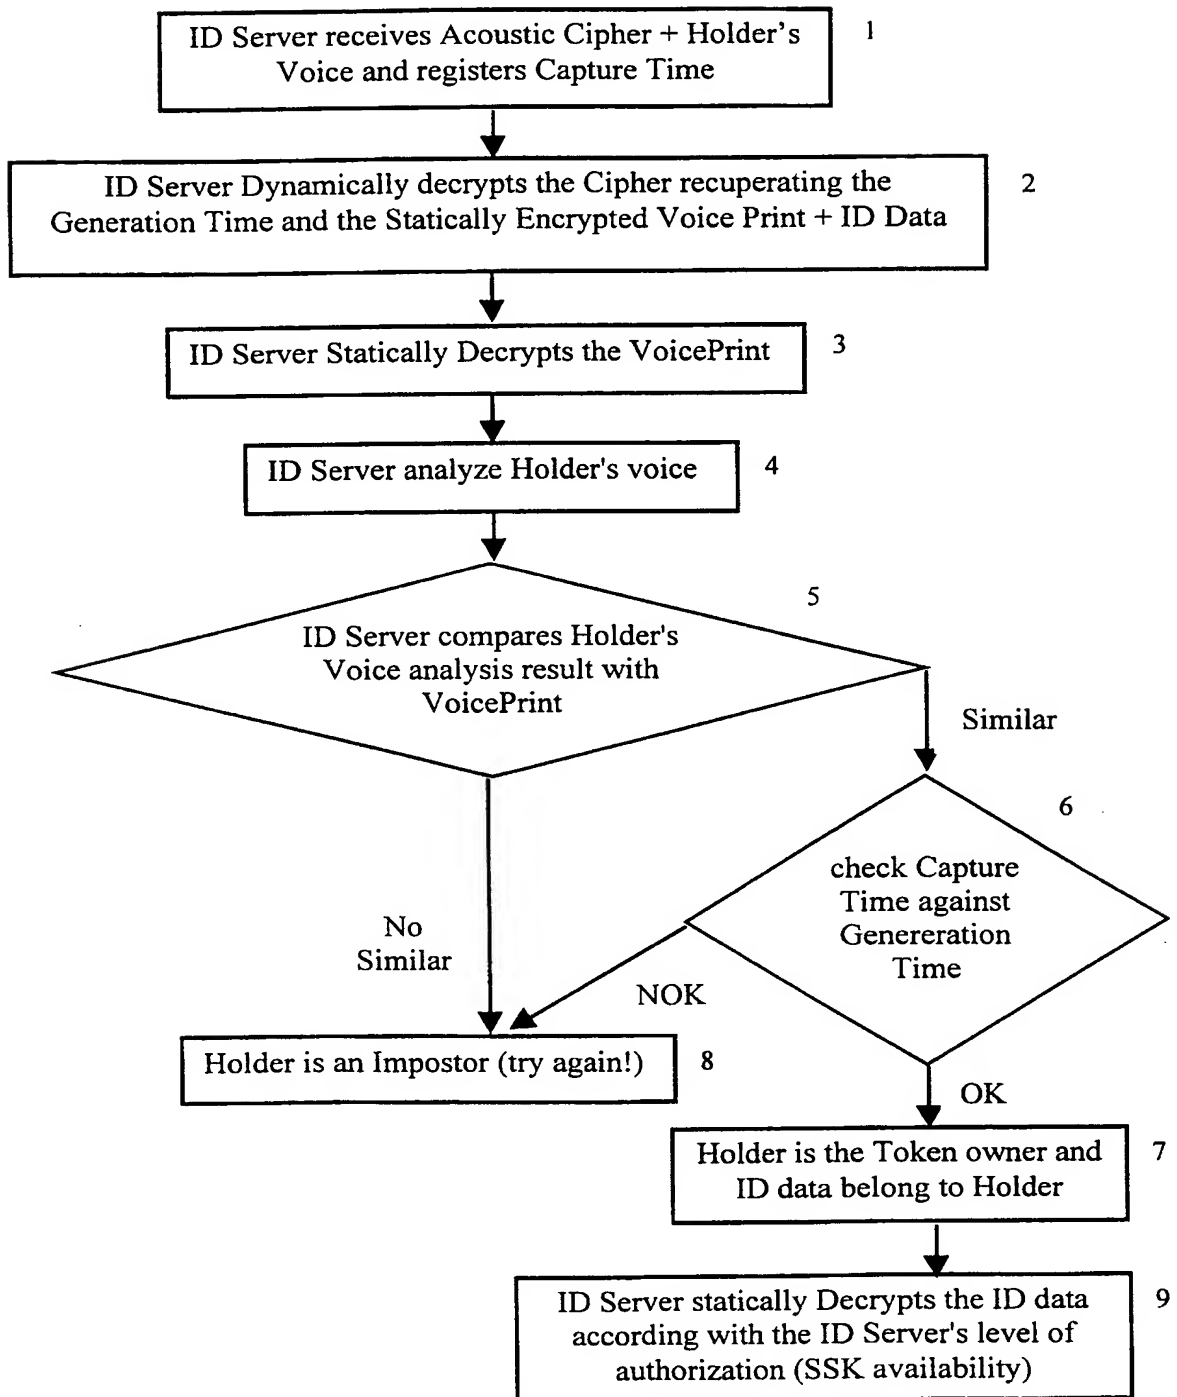 ID Server receives Acoustic Cipher + Holder's
Voice and registers Capture Time
1
ID Server Dynamically decrypts the Cipher recuperating the
Generation Time and the Statically Encrypted Voice Print + ID Data
2
ID Server Statically Decrypts the VoicePrint
3
ID Server analyze Holder's voice
4
5
ID Server compares Holder's
Voice analysis result with
VoicePrint
Similar
6
check Capture
Time against
Genereration
Time
No
Similar
NOK
Holder is an Impostor (try again!)
8
OK
Holder is the Token owner and
ID data belong to Holder
7
ID Server statically Decrypts the ID data
according with the ID Server's level of
authorization (SSK availability)
9